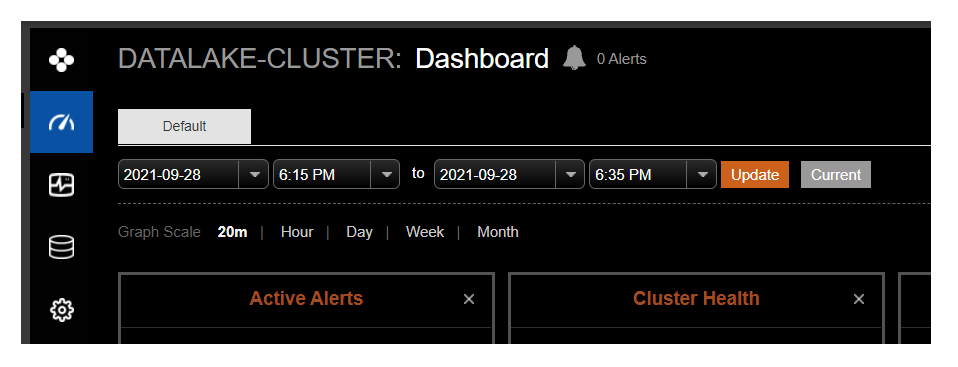 DATALAKE-CLUSTER: Dashboard 0 Alerts
Default
2021-09-28 6:15 PM to 2021-09-28 6:35 PM Update Current
Graph Scale 20m | Hour | Day | Week | Month
Active Alerts × Cluster Health ×